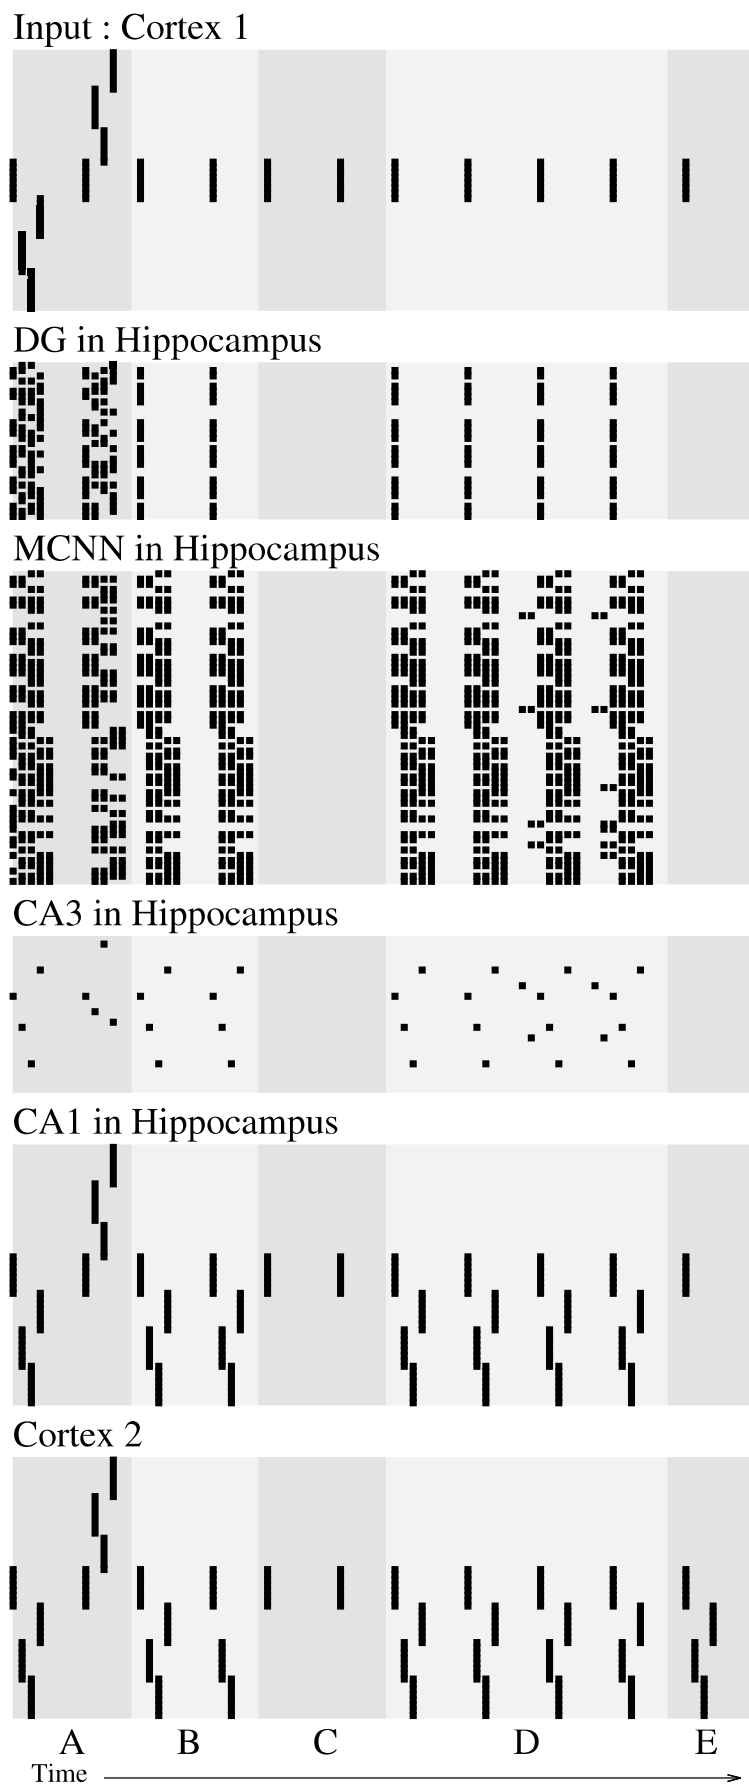 Input : Cortex 1
DG in Hippocampus
MCNN in Hippocampus
CA3 in Hippocampus
CA1 in Hippocampus
Cortex 2
A B C D E
Time